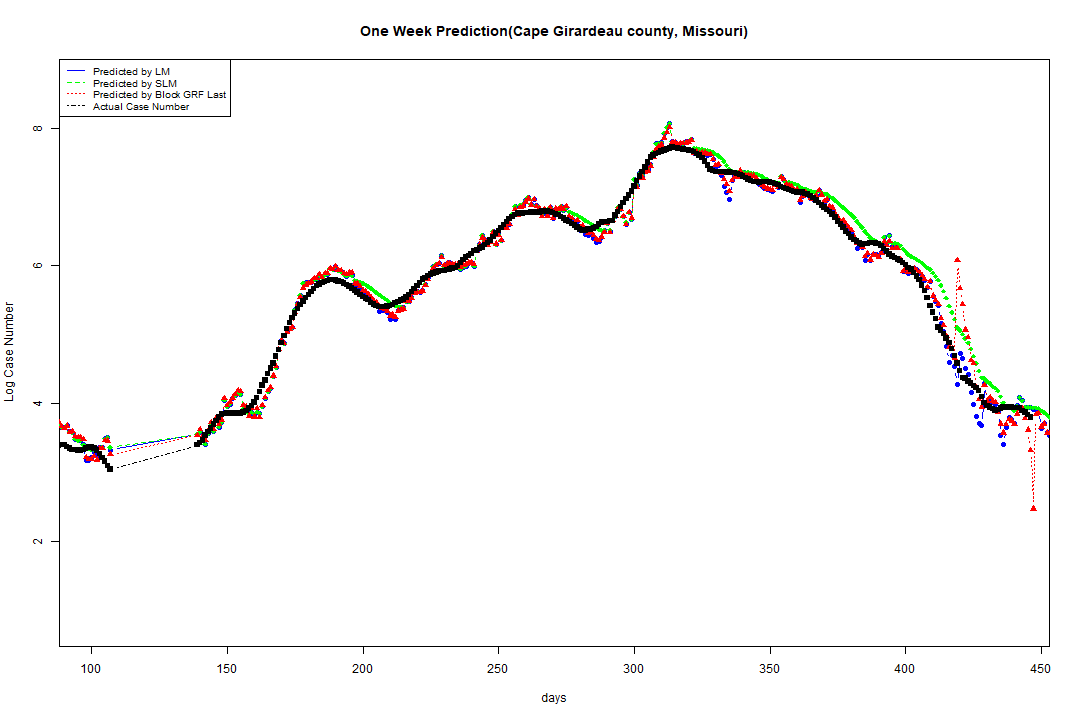 One Week Prediction(Cape Girardeau county, Missouri)
Predicted by LM
Predicted by SLM
Predicted by Block GRF Last
Actual Case Number
8
6
4
2
Log Case Number
100 150 200 250 300 350 400 450
days